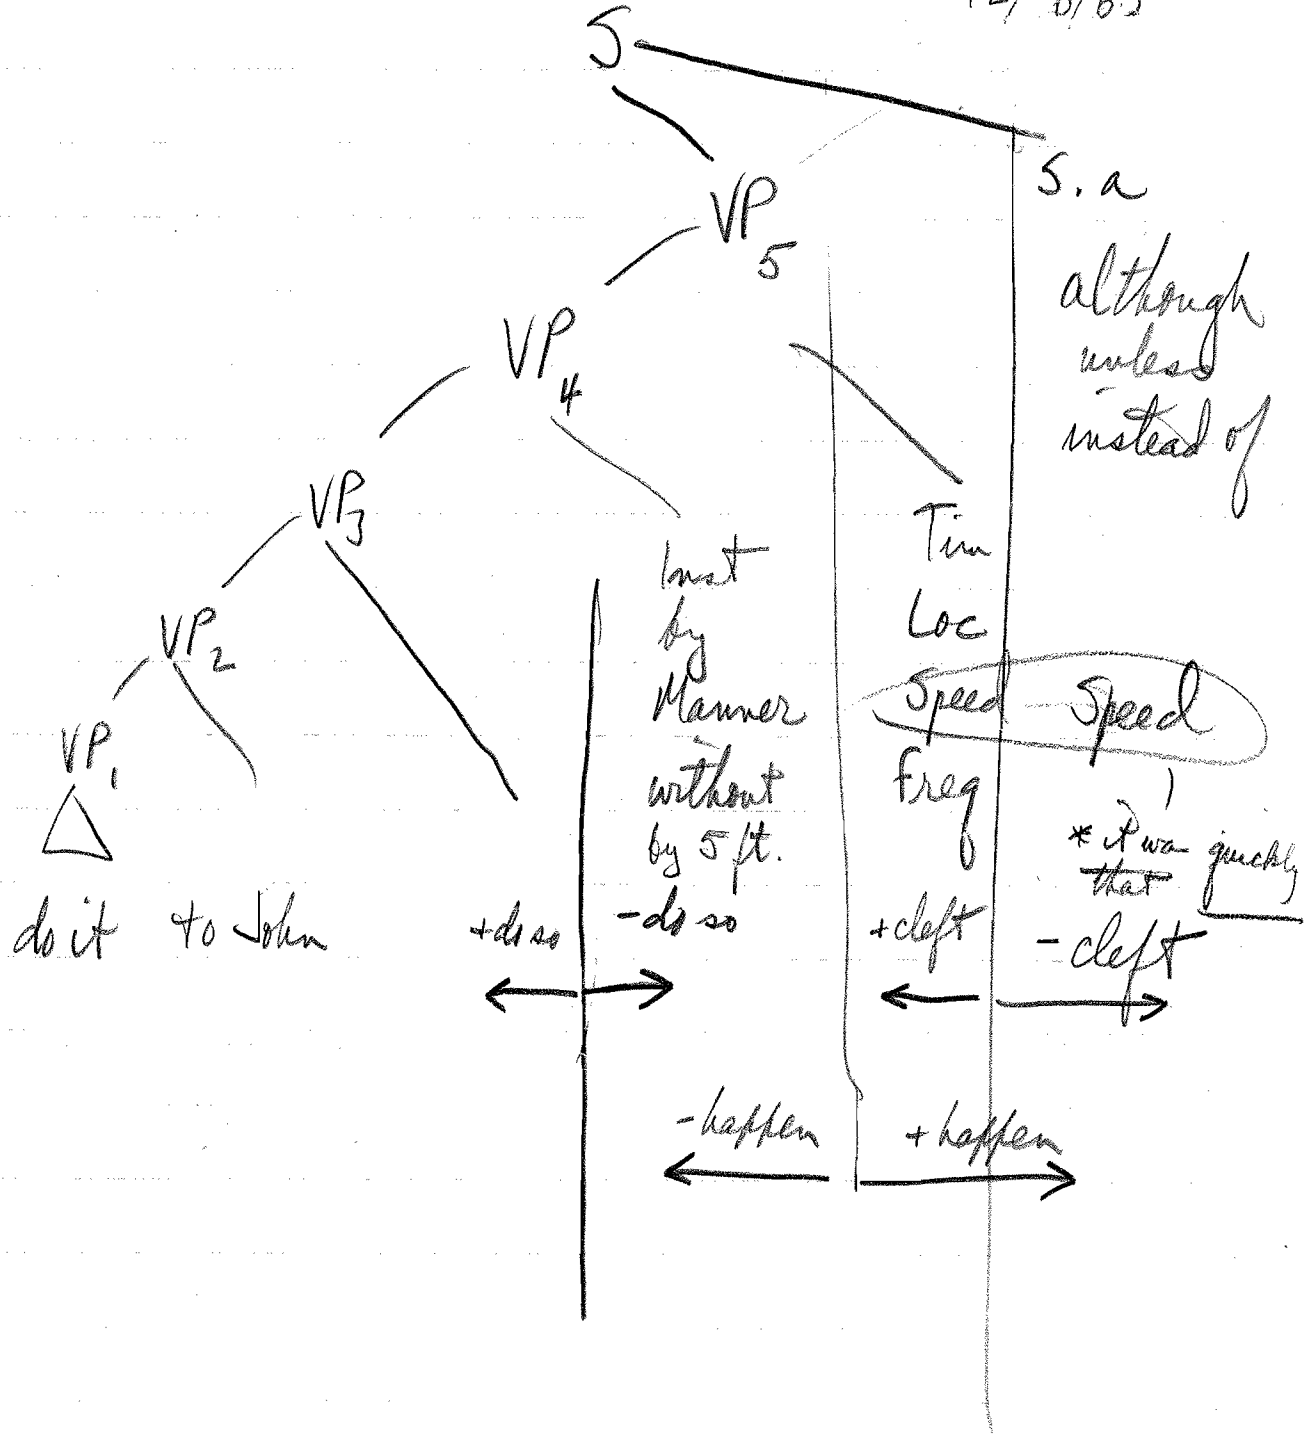 S
S. a
VP5
although
unless
instead of
VP4
VP3
Tim
Inst
Loc
by
VP2
Manner
Speed Speed
VP1
without
Freq
by 5 ft.
* it was quickly
that
do it to John
+do so -do so
+cleft - cleft
-happen + happen